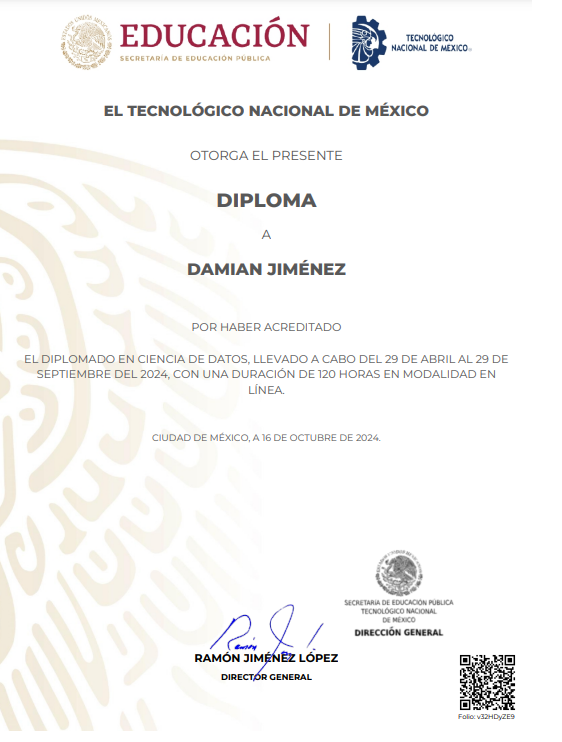 EDUCACIÓN
SECRETARÍA DE EDUCACIÓN PÚBLICA
TECNOLÓGICO
NACIONAL DE MÉXICO
EL TECNOLÓGICO NACIONAL DE MÉXICO
OTORGA EL PRESENTE
DIPLOMA
A
DAMIAN JIMÉNEZ
POR HABER ACREDITADO
EL DIPLOMADO EN CIENCIA DE DATOS, LLEVADO A CABO DEL 29 DE ABRIL AL 29 DE
SEPTIEMBRE DEL 2024, CON UNA DURACIÓN DE 120 HORAS EN MODALIDAD EN
LÍNEA.
CIUDAD DE MÉXICO, A 16 DE OCTUBRE DE 2024.
SECRETARÍA DE EDUCACIÓN PÚBLICA
TECNOLÓGICO NACIONAL
DE MÉXICO
DIRECCIÓN GENERAL
RAMÓN JIMÉNEZ LÓPEZ
DIRECTOR GENERAL
Folio: v32HDyZE9